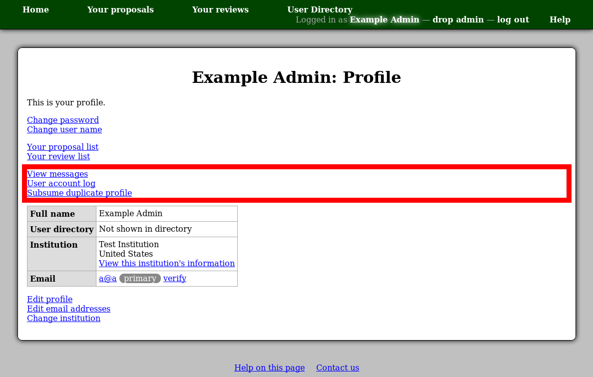 Home Your proposals Your reviews User Directory
Logged in as Example Admin — drop admin — log out Help
Example Admin: Profile
This is your profile.
Change password
Change user name
Your proposal list
Your review list
View messages
User account log
Subsume duplicate profile
Full name Example Admin
User directory Not shown in directory
Institution Test Institution
United States
View this institution's information
Email a@a primary verify
Edit profile
Edit email addresses
Change institution
Help on this page Contact us